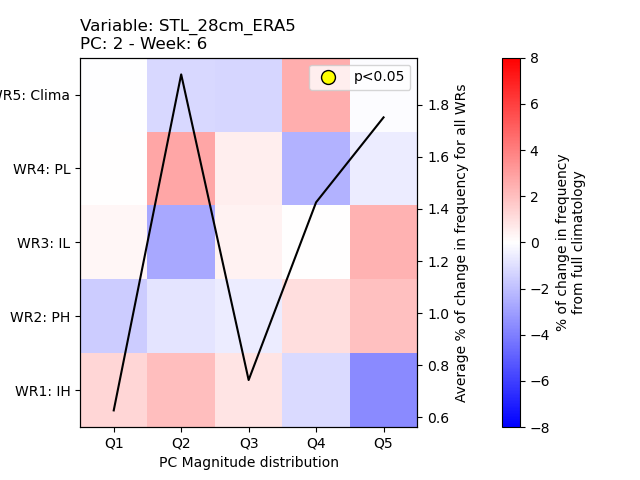 Variable: STL_28cm_ERA5
PC: 2 - Week: 6
p<0.05
WR5: Clima
WR4: PL
WR3: IL
WR2: PH
WR1: IH
Q1 Q2 Q3 Q4 Q5
PC Magnitude distribution
1.8
1.6
1.4
1.2
1.0
0.8
0.6
Average % of change in frequency for all WRs
8
6
4
2
0
−2
−4
−6
−8
% of change in frequency
from full climatology